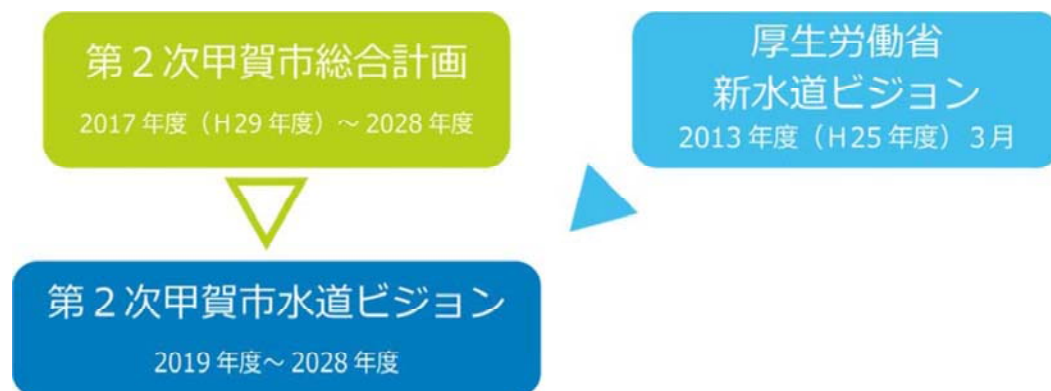 第２次甲賀市総合計画
2017 年度（H29 年度）～ 2028 年度
厚生労働省
新水道ビジョン
2013 年度（H25 年度）３月
第２次甲賀市水道ビジョン
2019 年度～ 2028 年度